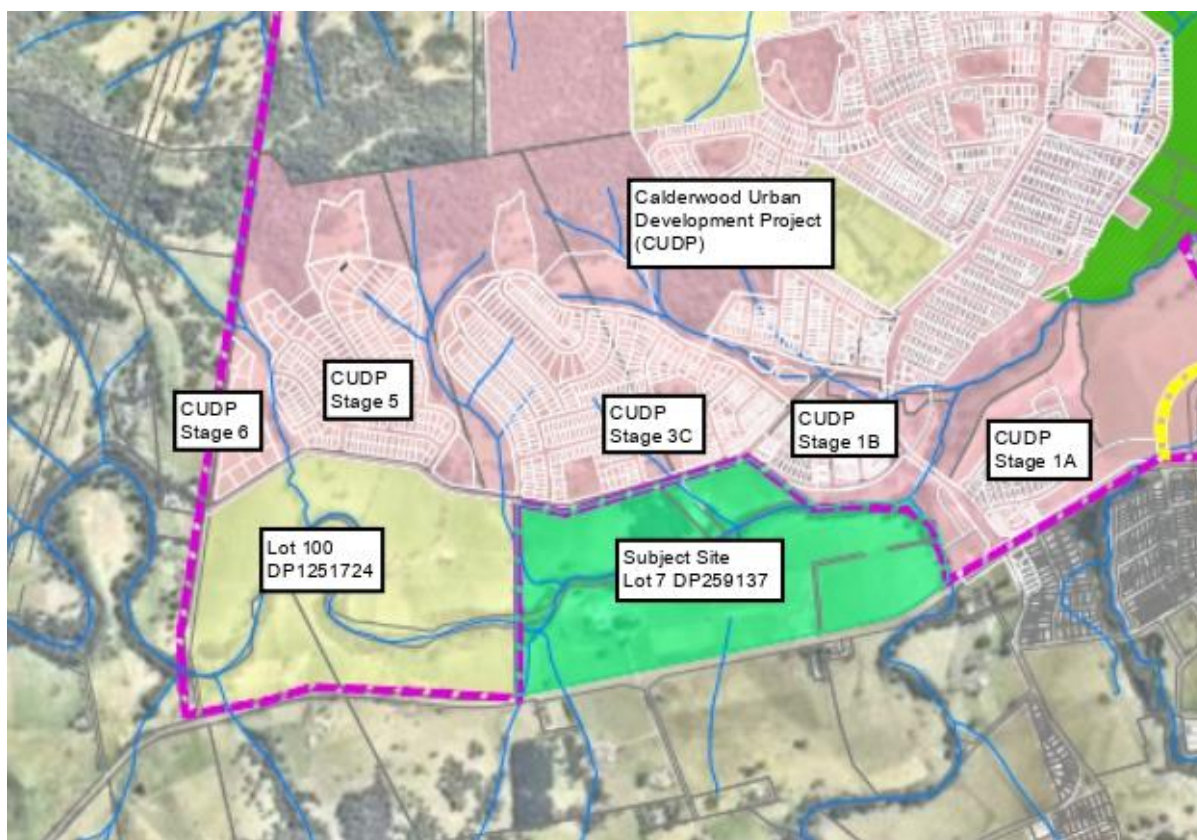 Calderwood Urban
Development Project
(CUDP)
CUDP
Stage 5
CUDP
Stage 6
CUDP
Stage 3C
CUDP
Stage 1B
CUDP
Stage 1A
Lot 100
DP1251724
Subject Site
Lot 7 DP259137